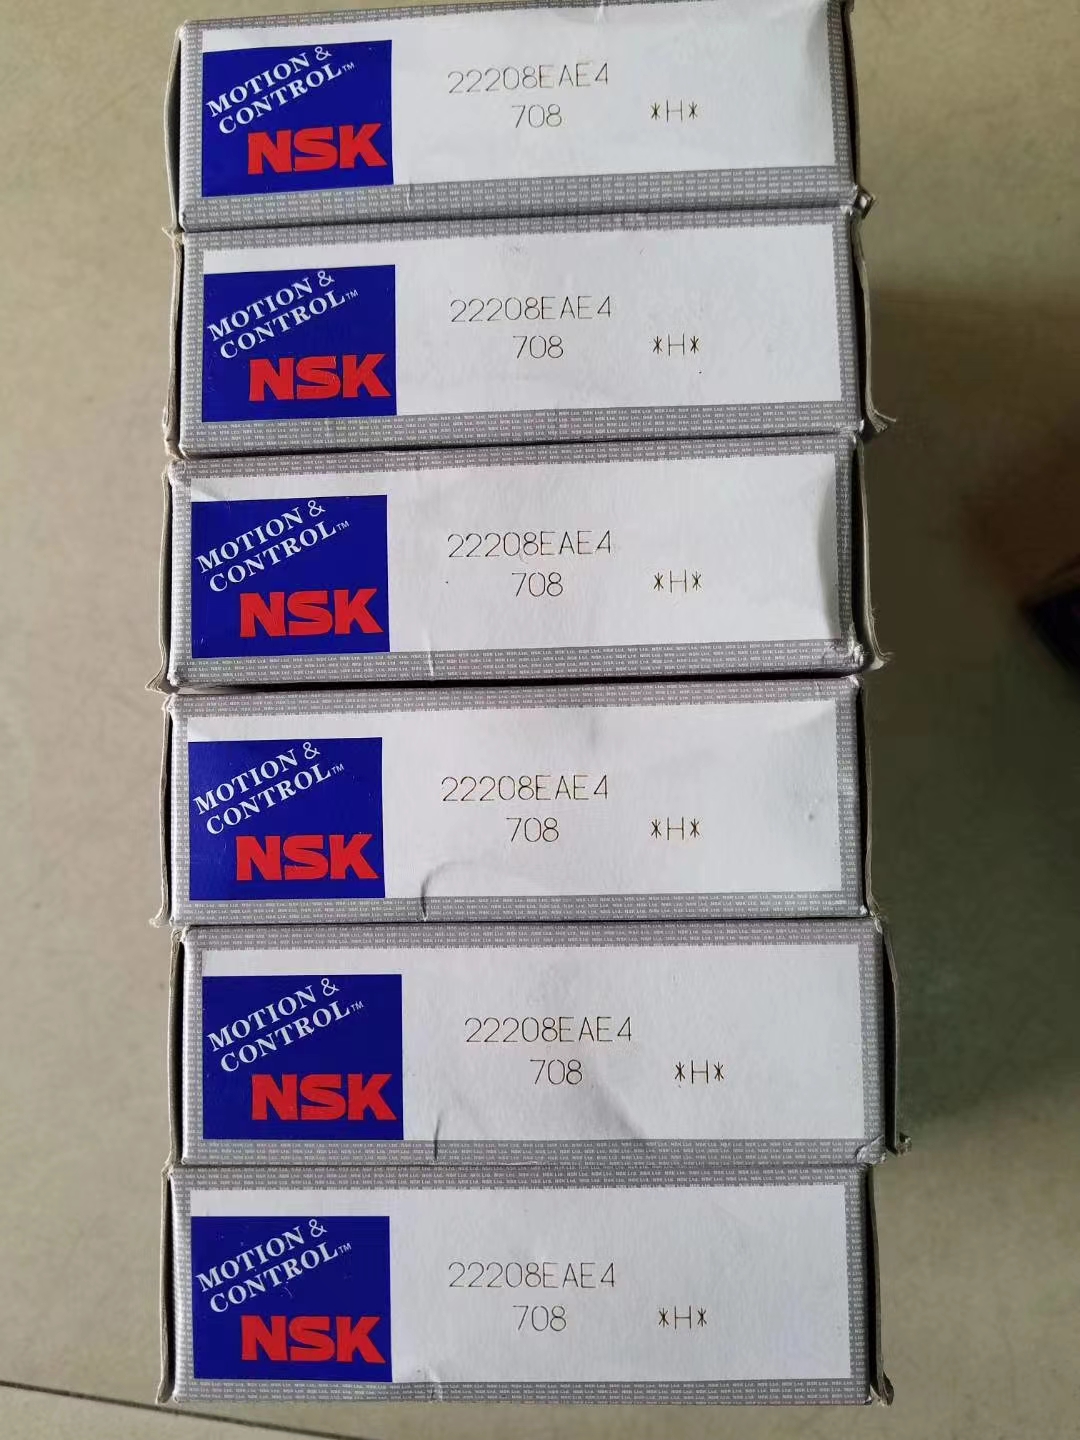 MOTION &
CONTROL™
NSK
22208EAE4
708 *H*
MOTION &
CONTROL™
NSK
22208EAE4
708 *H*
MOTION &
CONTROL™
NSK
22208EAE4
708 *H*
MOTION &
CONTROL™
NSK
22208EAE4
708 *H*
MOTION &
CONTROL™
NSK
22208EAE4
708 *H*
MOTION &
CONTROL™
NSK
22208EAE4
708 *H*